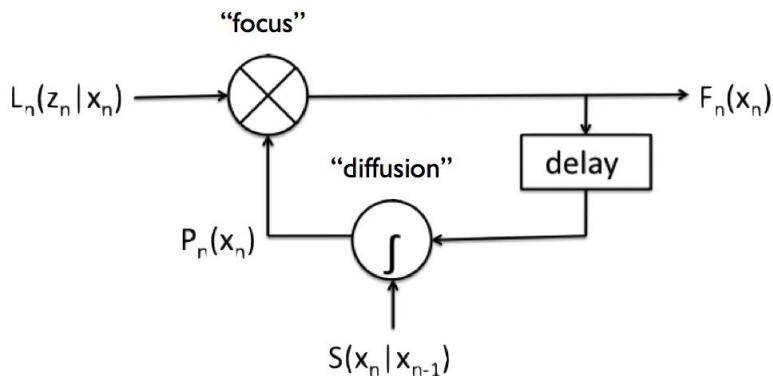 “focus”
Lₙ(zₙ|xₙ)
Fₙ(xₙ)
“diffusion”
delay
Pₙ(xₙ)
∫
S(xₙ|xₙ₋₁)